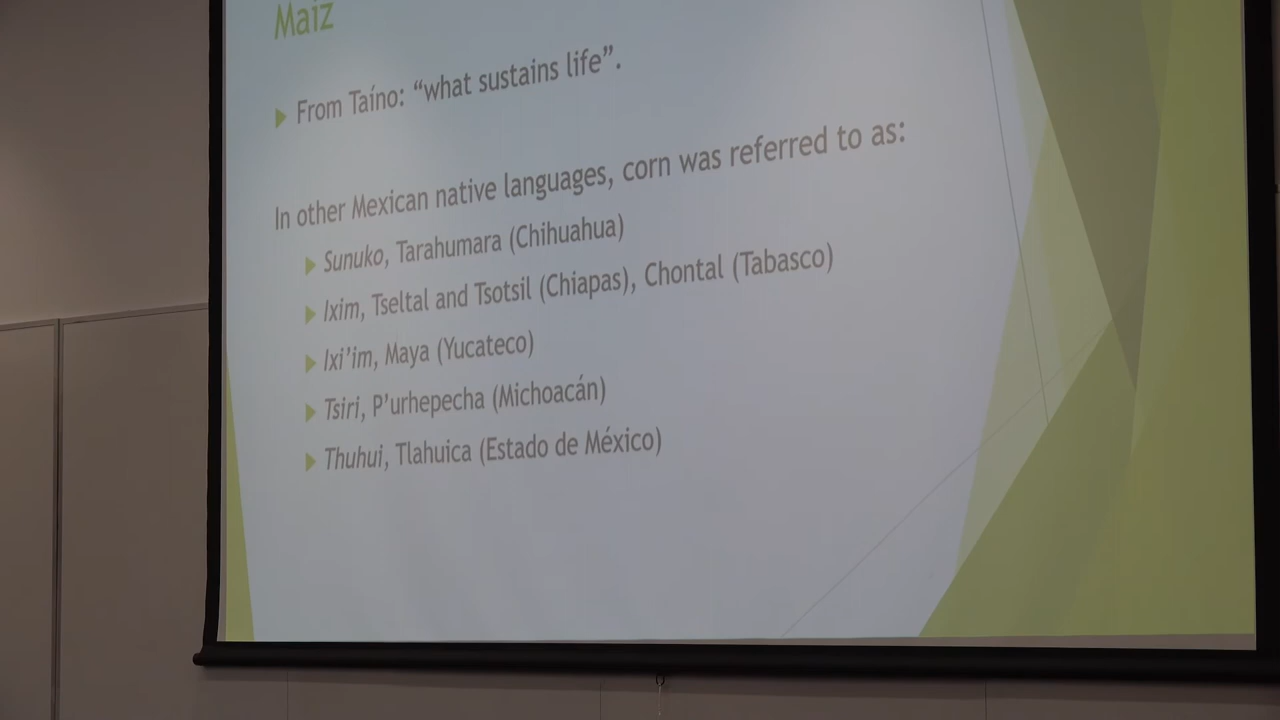 Maíz
From Taíno: “what sustains life”.
In other Mexican native languages, corn was referred to as:
Sunuko, Tarahumara (Chihuahua)
Ixim, Tseltal and Tsotsil (Chiapas), Chontal (Tabasco)
Ixi’im, Maya (Yucateco)
Tsiri, P’urhepecha (Michoacán)
Thuhui, Tlahuica (Estado de México)